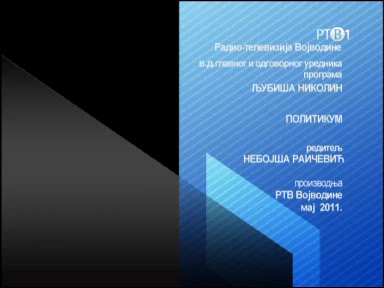 РТВ1
Радио-телевизија Војводине
в.д.главног и одговорног уредника
програма
ЉУБИША НИКОЛИН
ПОЛИТИКУМ
редитељ
НЕБОЈША РАИЧЕВИЋ
производња
РТВ Војводине
мај 2011.